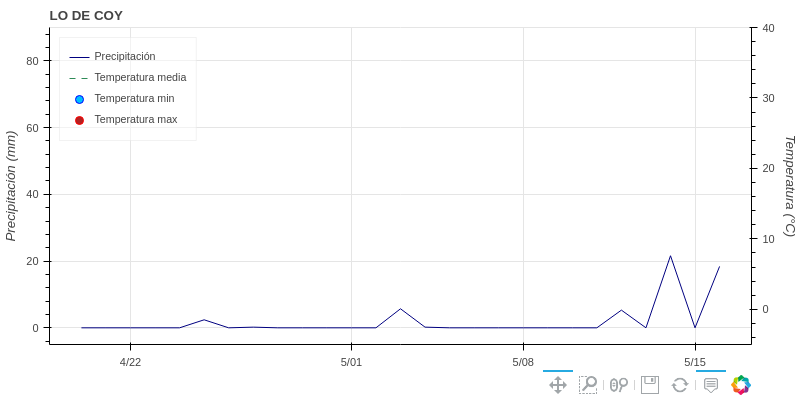 LO DE COY
Precipitación
Temperatura media
Temperatura min
Temperatura max
Precipitación (mm)
80
60
40
20
0
40
30
20
10
0
Temperatura (°C)
4/22
5/01
5/08
5/15